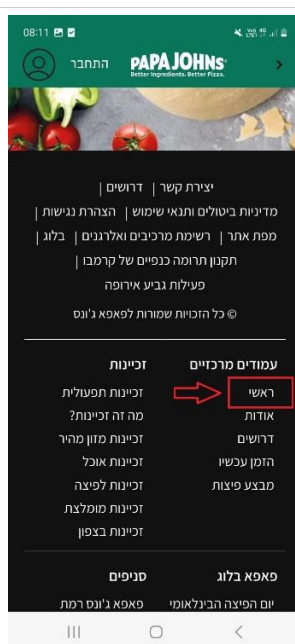 08:11
התחבר
PAPA JOHNS
Better Ingredients. Better Pizza.
יצירת קשר | דרושים |
מדיניות ביטולים ותנאי שימוש | הצהרת נגישות |
מפת אתר | רשימת מרכיבים ואלרגנים | בלוג |
תקנון תרומה כנפיים של קרמבו |
פעילות גביע אירופה
© כל הזכויות שמורות לפאפא ג'ונס
עמודים מרכזיים
ראשי
אודות
דרושים
הזמן עכשיו
מבצע פיצות
זכיינות
זכיינות תפעולית
מה זה זכיינות?
זכיינות מזון מהיר
זכיינות אוכל
זכיינות לפיצה
זכיינות מומלצת
זכיינות בצפון
פאפא בלוג
יום הפיצה הבינלאומי
סניפים
פאפא ג'ונס רמת